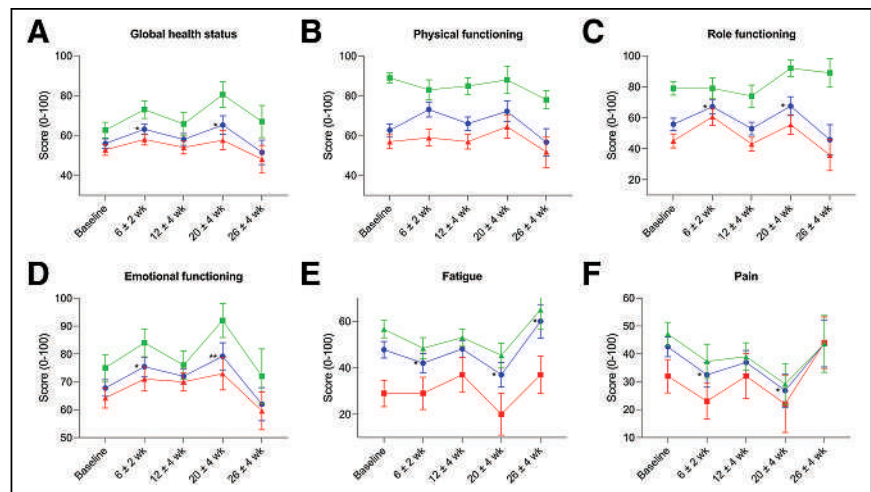 A
Global health status
Score (0-100)
100
80
60
40
Baseline
6 ± 2 wk
12 ± 4 wk
20 ± 4 wk
26 ± 4 wk
*
*
B
Physical functioning
Score (0-100)
100
80
60
40
Baseline
6 ± 2 wk
12 ± 4 wk
20 ± 4 wk
26 ± 4 wk
C
Role functioning
Score (0-100)
100
80
60
40
20
Baseline
6 ± 2 wk
12 ± 4 wk
20 ± 4 wk
26 ± 4 wk
*
*
D
Emotional functioning
Score (0-100)
100
90
80
70
60
50
Baseline
6 ± 2 wk
12 ± 4 wk
20 ± 4 wk
26 ± 4 wk
*
**
E
Fatigue
Score (0-100)
60
40
20
Baseline
6 ± 2 wk
12 ± 4 wk
20 ± 4 wk
26 ± 4 wk
*
*
*
F
Pain
Score (0-100)
60
50
40
30
20
10
Baseline
6 ± 2 wk
12 ± 4 wk
20 ± 4 wk
26 ± 4 wk
*
*